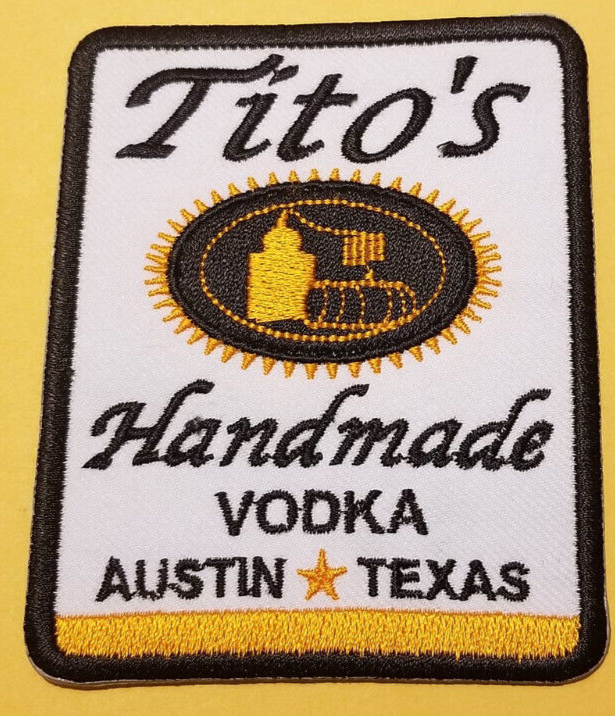 Tito's
Handmade
VODKA
AUSTIN ★ TEXAS